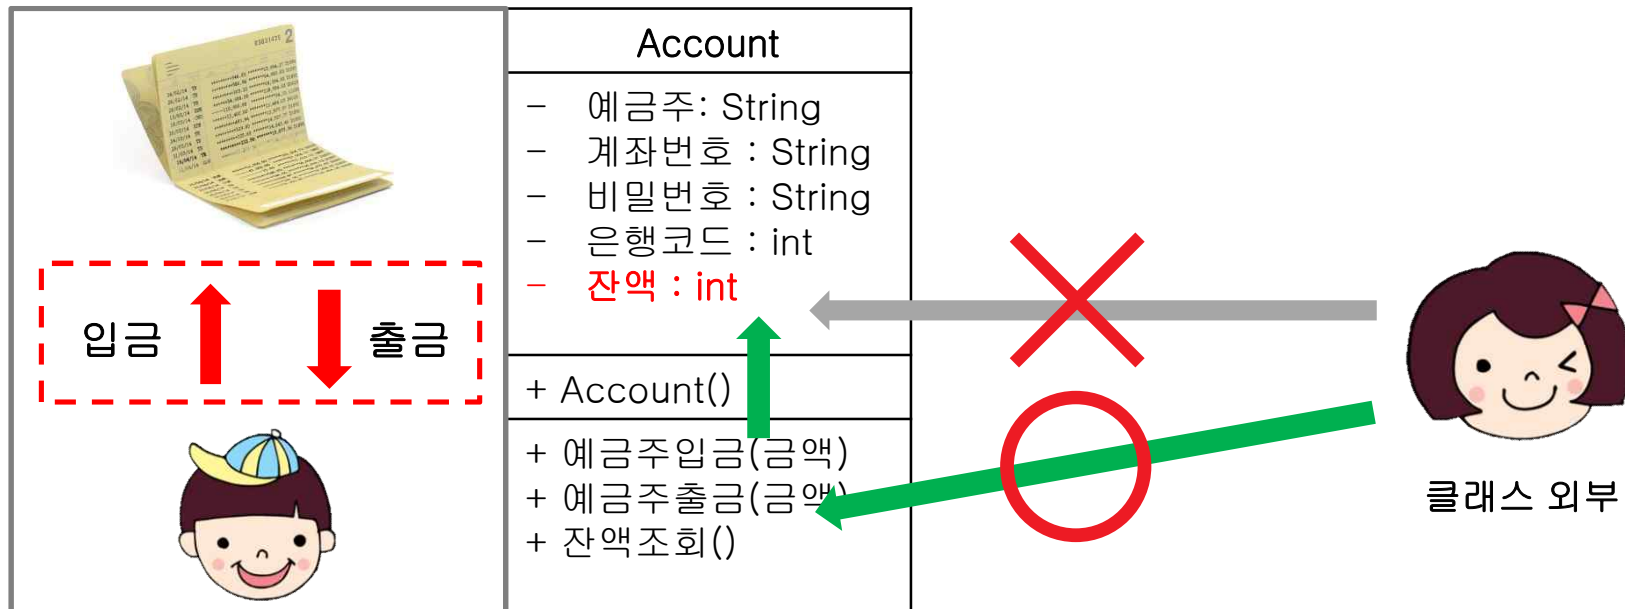 Account
- 예금주: String
- 계좌번호 : String
- 비밀번호 : String
- 은행코드 : int
- 잔액 : int
입금
출금
+ Account()
+ 예금주입금(금액)
+ 예금주출금(금액)
+ 잔액조회()
클래스 외부